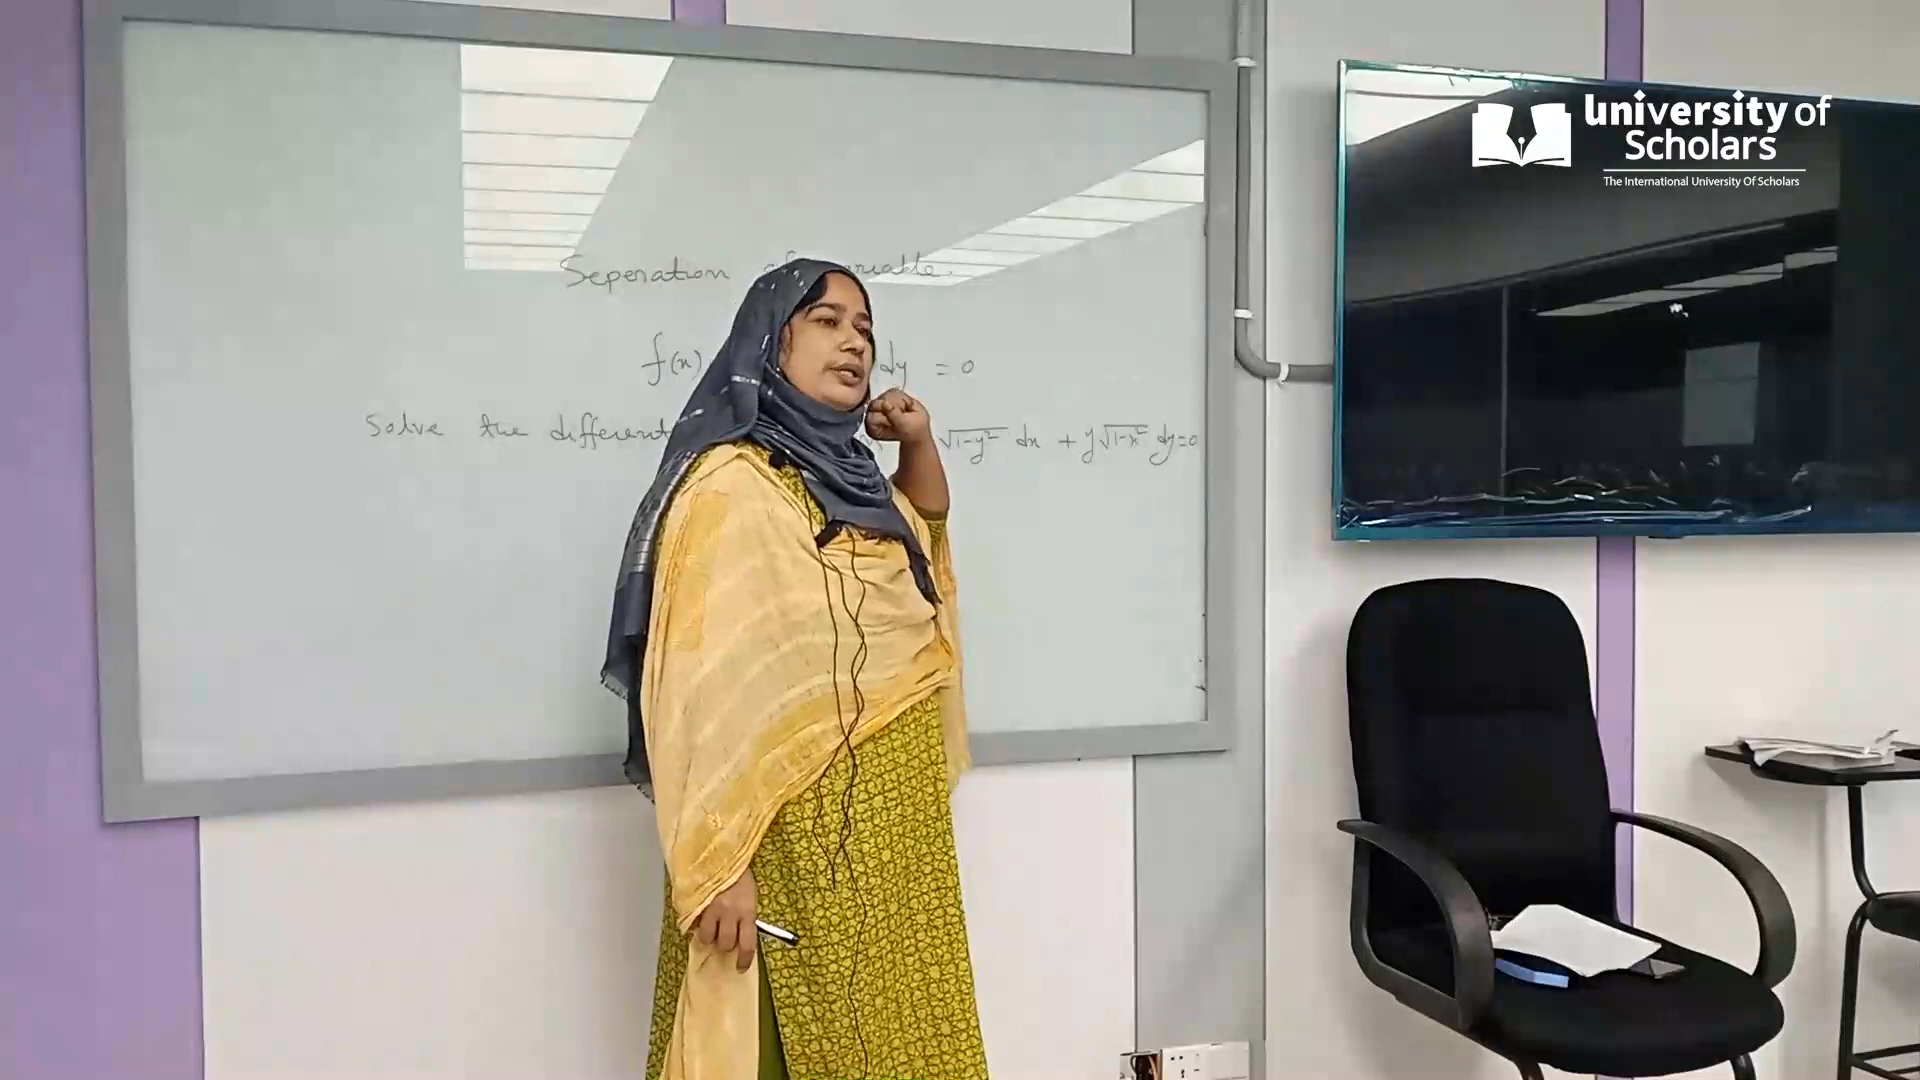 University of
Scholars
The International University Of Scholars
Seperation
f(x) dy = 0
Solve the √1-y² dx + y√1-x² dy=0